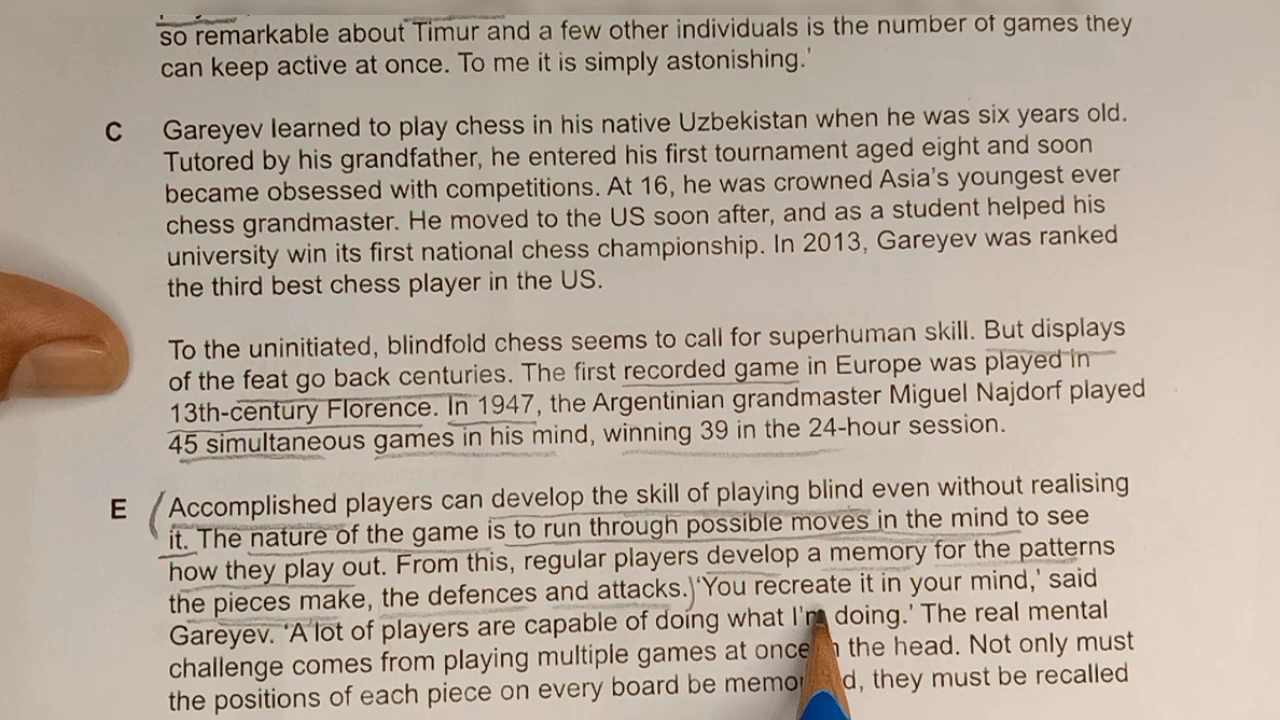 so remarkable about Timur and a few other individuals is the number of games they
can keep active at once. To me it is simply astonishing.'
C Gareyev learned to play chess in his native Uzbekistan when he was six years old.
Tutored by his grandfather, he entered his first tournament aged eight and soon
became obsessed with competitions. At 16, he was crowned Asia's youngest ever
chess grandmaster. He moved to the US soon after, and as a student helped his
university win its first national chess championship. In 2013, Gareyev was ranked
the third best chess player in the US.
To the uninitiated, blindfold chess seems to call for superhuman skill. But displays
of the feat go back centuries. The first recorded game in Europe was played in
13th-century Florence. In 1947, the Argentinian grandmaster Miguel Najdorf played
45 simultaneous games in his mind, winning 39 in the 24-hour session.
E Accomplished players can develop the skill of playing blind even without realising
it. The nature of the game is to run through possible moves in the mind to see
how they play out. From this, regular players develop a memory for the patterns
the pieces make, the defences and attacks. 'You recreate it in your mind,' said
Gareyev. 'A lot of players are capable of doing what I'm doing.' The real mental
challenge comes from playing multiple games at once the head. Not only must
the positions of each piece on every board be they must be recalled